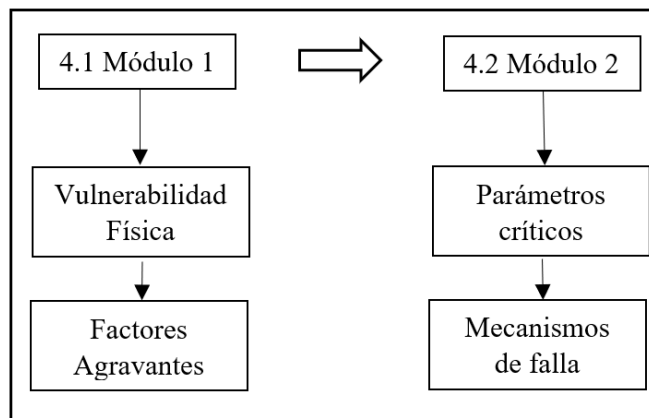 4.1 Módulo 1
4.2 Módulo 2
Vulnerabilidad
Física
Parámetros
críticos
Factores
Agravantes
Mecanismos
de falla